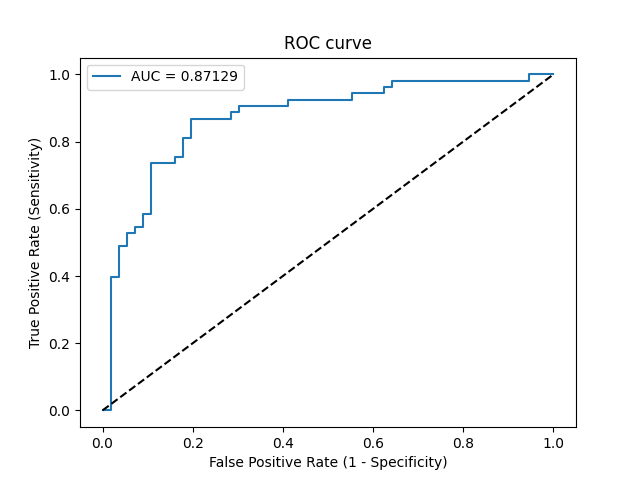 ROC curve
AUC = 0.87129
True Positive Rate (Sensitivity)
1.0
0.8
0.6
0.4
0.2
0.0
0.0 0.2 0.4 0.6 0.8 1.0
False Positive Rate (1 - Specificity)